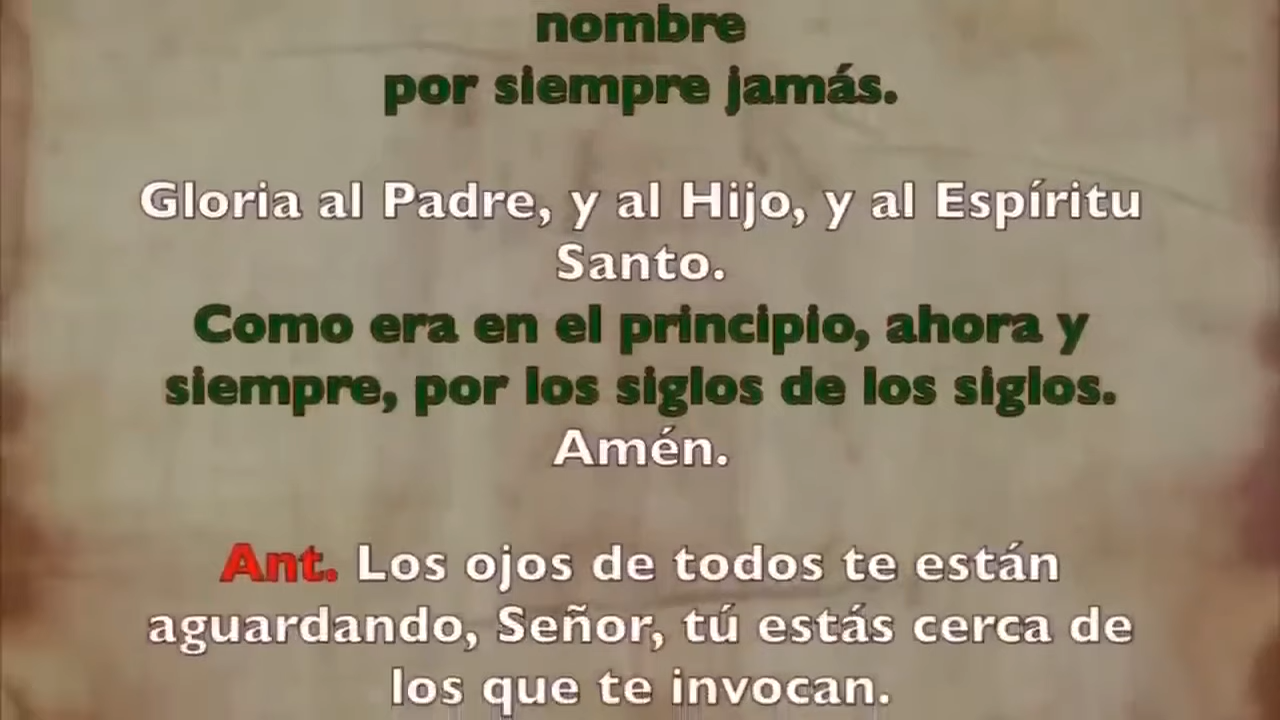 nombre
por siempre jamás.
Gloria al Padre, y al Hijo, y al Espíritu
Santo.
Como era en el principio, ahora y
siempre, por los siglos de los siglos.
Amén.
Ant. Los ojos de todos te están
aguardando, Señor, tú estás cerca de
los que te invocan.